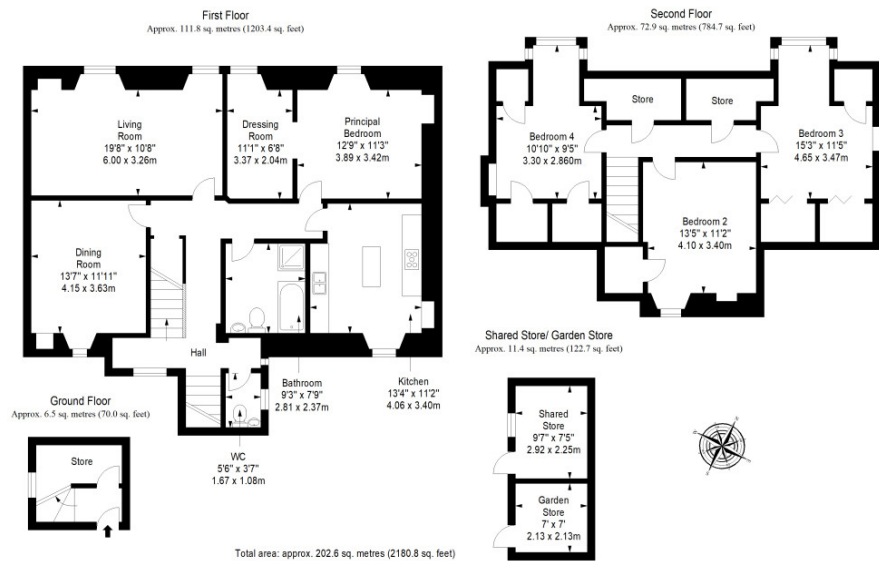 First Floor
Approx. 111.8 sq. metres (1203.4 sq. feet)
Living
Room
19'8" x 10'8"
6.00 x 3.26m
Dressing
Room
11'1" x 6'8"
3.37 x 2.04m
Principal
Bedroom
12'9" x 11'3"
3.89 x 3.42m
Dining
Room
13'7" x 11'11"
4.15 x 3.63m
Hall
Bathroom
9'3" x 7'9"
2.81 x 2.37m
Kitchen
13'4" x 11'2"
4.06 x 3.40m
WC
5'6" x 3'7"
1.67 x 1.08m
Ground Floor
Approx. 6.5 sq. metres (70.0 sq. feet)
Store
Second Floor
Approx. 72.9 sq. metres (784.7 sq. feet)
Store
Store
Bedroom 4
10'10" x 9'5"
3.30 x 2.860m
Bedroom 3
15'3" x 11'5"
4.65 x 3.47m
Bedroom 2
13'5" x 11'2"
4.10 x 3.40m
Shared Store/ Garden Store
Approx. 11.4 sq. metres (122.7 sq. feet)
Shared
Store
9'7" x 7'5"
2.92 x 2.25m
Garden
Store
7' x 7'
2.13 x 2.13m
Total area: approx. 202.6 sq. metres (2180.8 sq. feet)